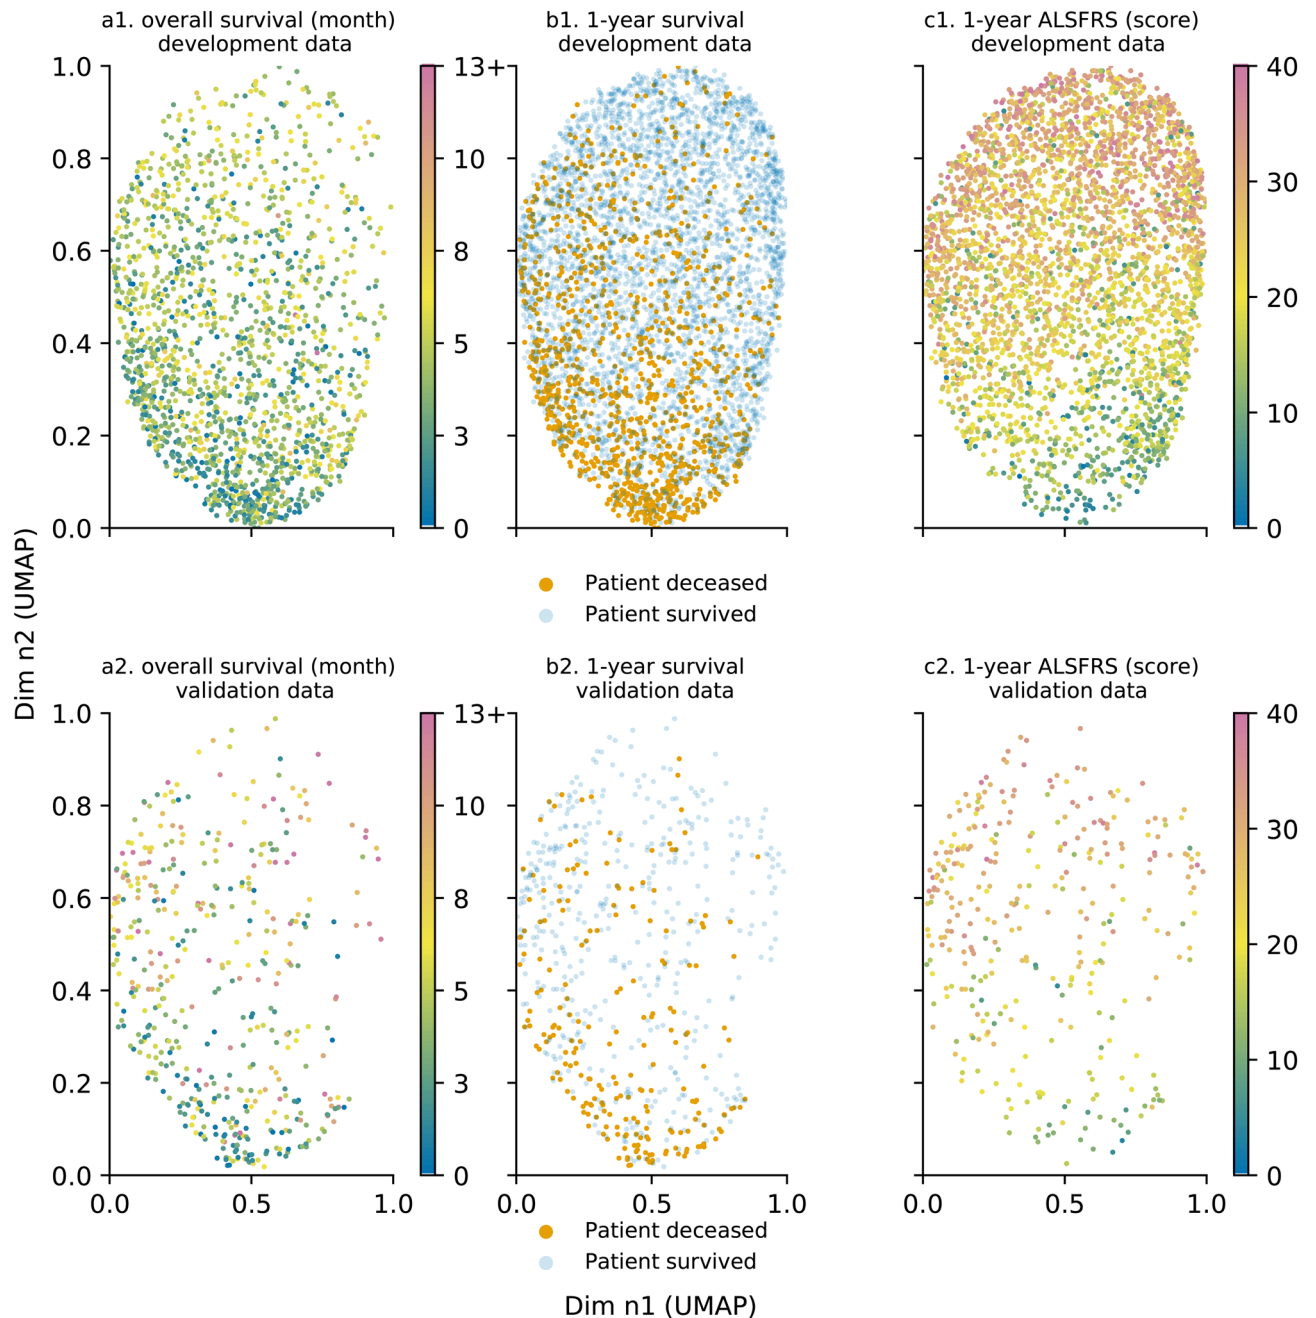 a1. overall survival (month)
development data
b1. 1-year survival
development data
c1. 1-year ALSFRS (score)
development data
1.0
0.8
0.6
0.4
0.2
0.0
13+
10
8
5
3
0
40
30
20
10
0
Patient deceased
Patient survived
Dim n2 (UMAP)
a2. overall survival (month)
validation data
b2. 1-year survival
validation data
c2. 1-year ALSFRS (score)
validation data
1.0
0.8
0.6
0.4
0.2
0.0
13+
10
8
5
3
0
40
30
20
10
0
0.0 0.5 1.0
0.0 0.5 1.0
0.0 0.5 1.0
Patient deceased
Patient survived
Dim n1 (UMAP)